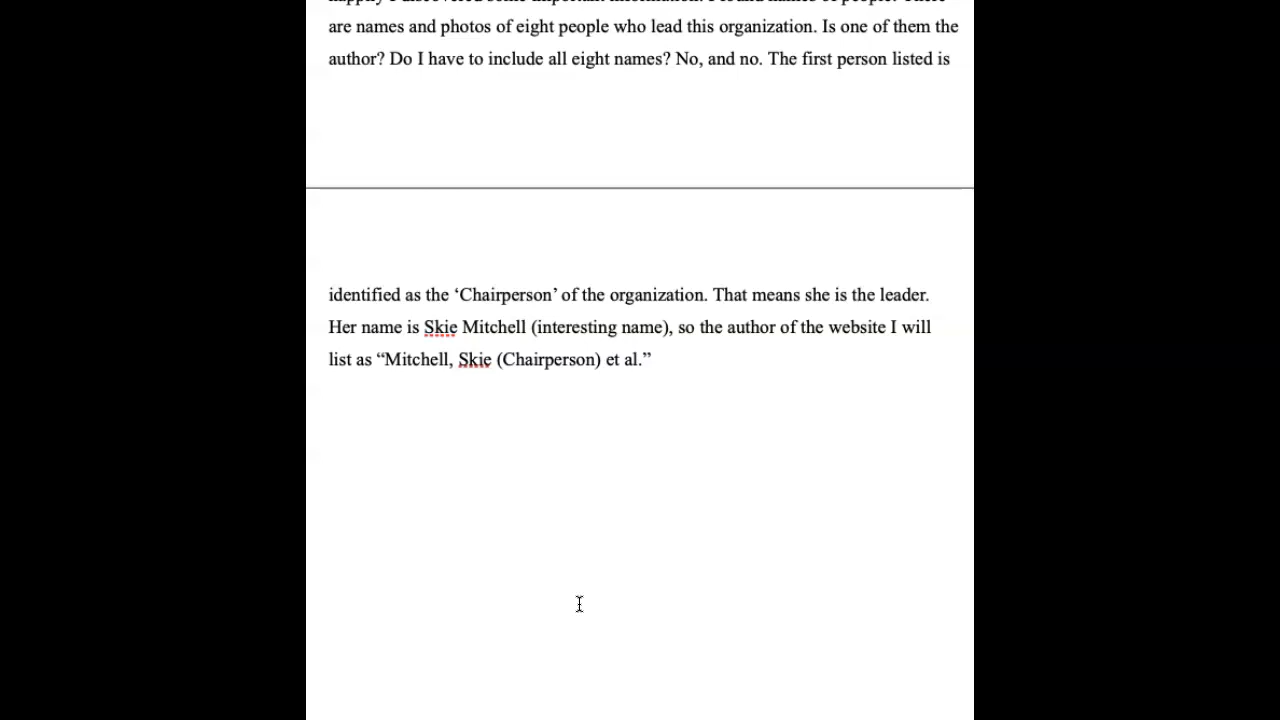 are names and photos of eight people who lead this organization. Is one of them the
author? Do I have to include all eight names? No, and no. The first person listed is
identified as the ‘Chairperson’ of the organization. That means she is the leader.
Her name is Skie Mitchell (interesting name), so the author of the website I will
list as “Mitchell, Skie (Chairperson) et al.”